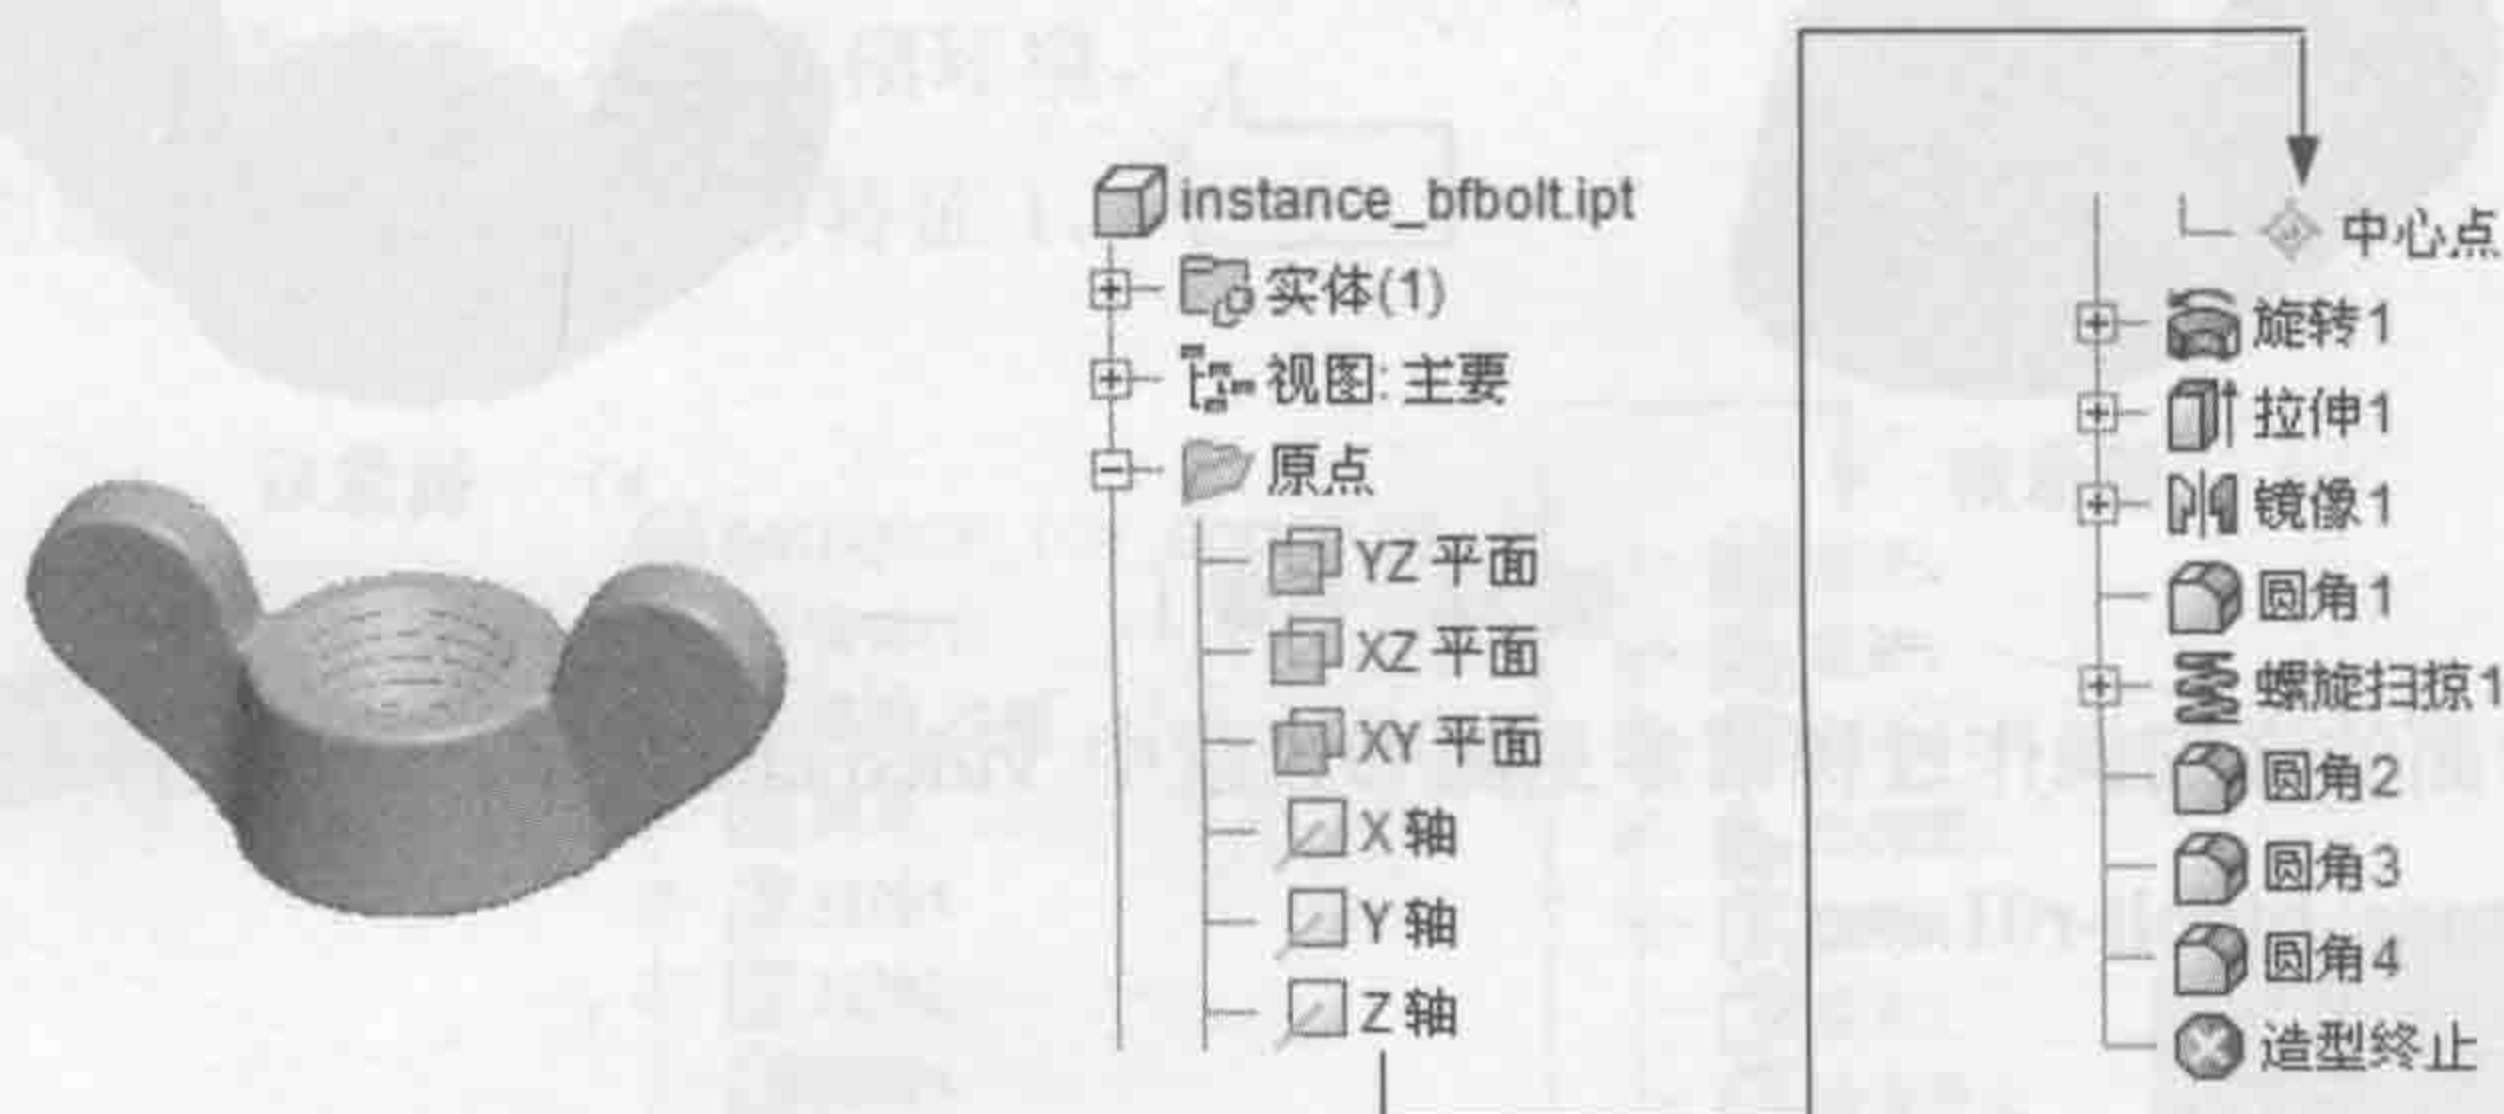 instance_bfbolt.ipt
实体(1)
视图: 主要
原点
YZ 平面
XZ 平面
XY 平面
X 轴
Y 轴
Z 轴
中心点
旋转1
拉伸1
镜像1
圆角1
螺旋扫掠1
圆角2
圆角3
圆角4
造型终止